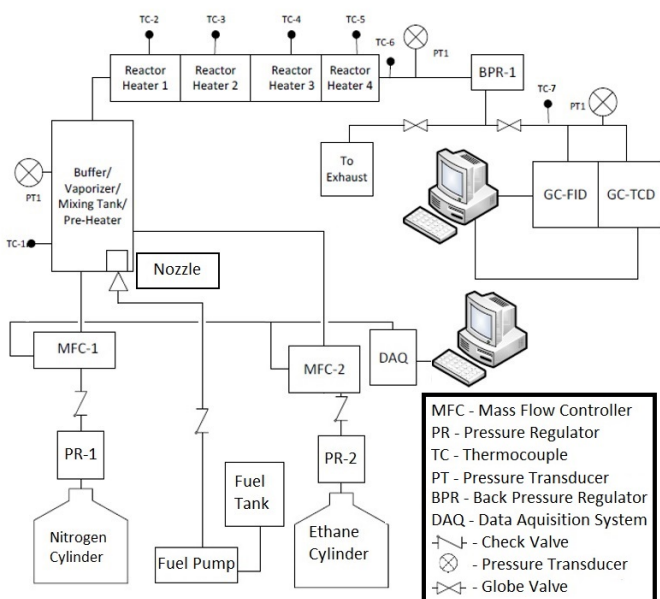 TC-2
TC-3
TC-4
TC-5
TC-6
PT1
Reactor
Heater 1
Reactor
Heater 2
Reactor
Heater 3
Reactor
Heater 4
BPR-1
TC-7
PT1
Buffer/
Vaporizer/
Mixing Tank/
Pre-Heater
PT1
TC-1
To
Exhaust
GC-FID
GC-TCD
Nozzle
MFC-1
MFC-2
DAQ
PR-1
PR-2
Fuel
Tank
Nitrogen
Cylinder
Fuel Pump
Ethane
Cylinder
MFC - Mass Flow Controller
PR - Pressure Regulator
TC - Thermocouple
PT - Pressure Transducer
BPR - Back Pressure Regulator
DAQ - Data Aquisition System
- Check Valve
- Pressure Transducer
- Globe Valve